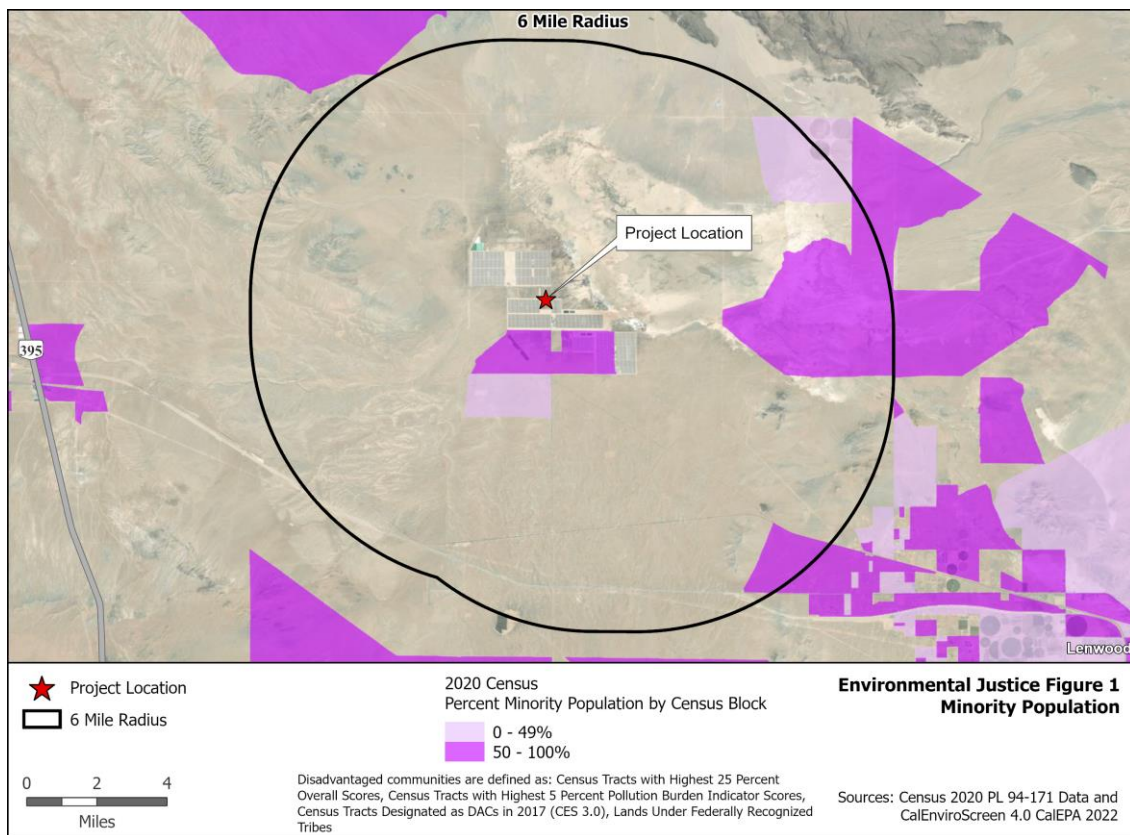 6 Mile Radius
Project Location
395
Lenwood
Project Location
6 Mile Radius
0 2 4
Miles
2020 Census
Percent Minority Population by Census Block
0 - 49%
50 - 100%
Disadvantaged communities are defined as: Census Tracts with Highest 25 Percent
Overall Scores, Census Tracts with Highest 5 Percent Pollution Burden Indicator Scores,
Census Tracts Designated as DACs in 2017 (CES 3.0), Lands Under Federally Recognized
Tribes
Environmental Justice Figure 1
Minority Population
Sources: Census 2020 PL 94-171 Data and
CalEnviroScreen 4.0 CalEPA 2022